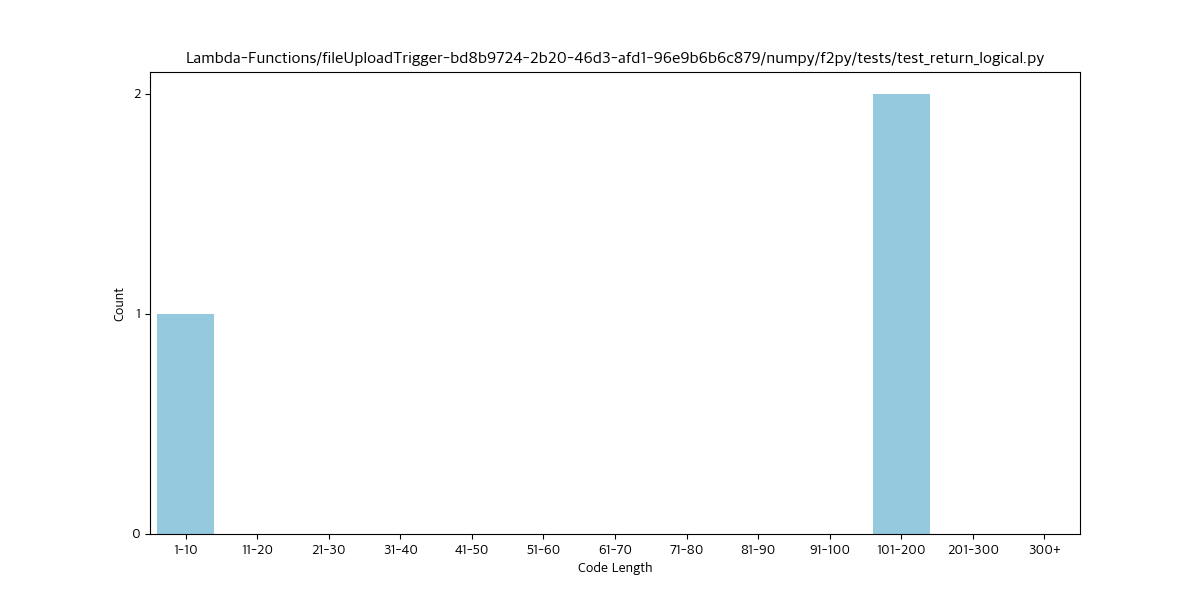 Lambda-Functions/fileUploadTrigger-bd8b9724-2b20-46d3-afd1-96e9b6b6c879/numpy/f2py/tests/test_return_logical.py
2
1
0
Count
1-10 11-20 21-30 31-40 41-50 51-60 61-70 71-80 81-90 91-100 101-200 201-300 300+
Code Length